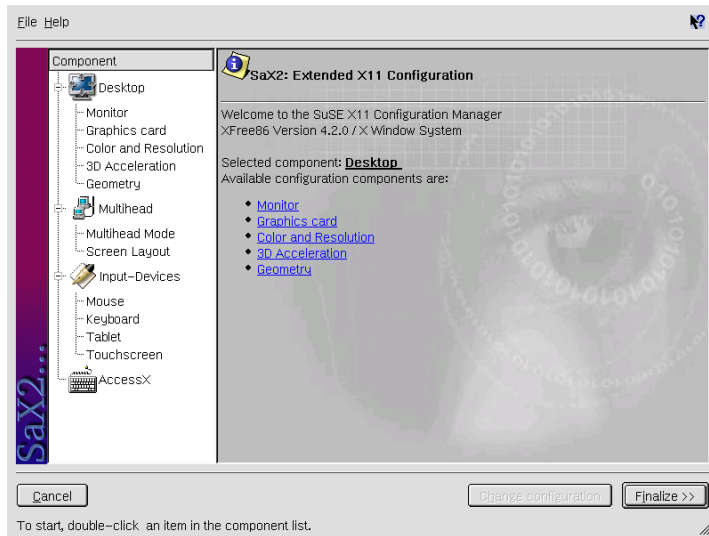 File Help
Component
Desktop
Monitor
Graphics card
Color and Resolution
3D Acceleration
Geometry
Multihead
Multihead Mode
Screen Layout
Input-Devices
Mouse
Keyboard
Tablet
Touchscreen
AccessX
SaX2...
SaX2: Extended X11 Configuration
Welcome to the SuSE X11 Configuration Manager
XFree86 Version 4.2.0 / X Window System
Selected component: Desktop
Available configuration components are:
Monitor
Graphics card
Color and Resolution
3D Acceleration
Geometry
Cancel
Change configuration
Finalize >>
To start, double-click an item in the component list.